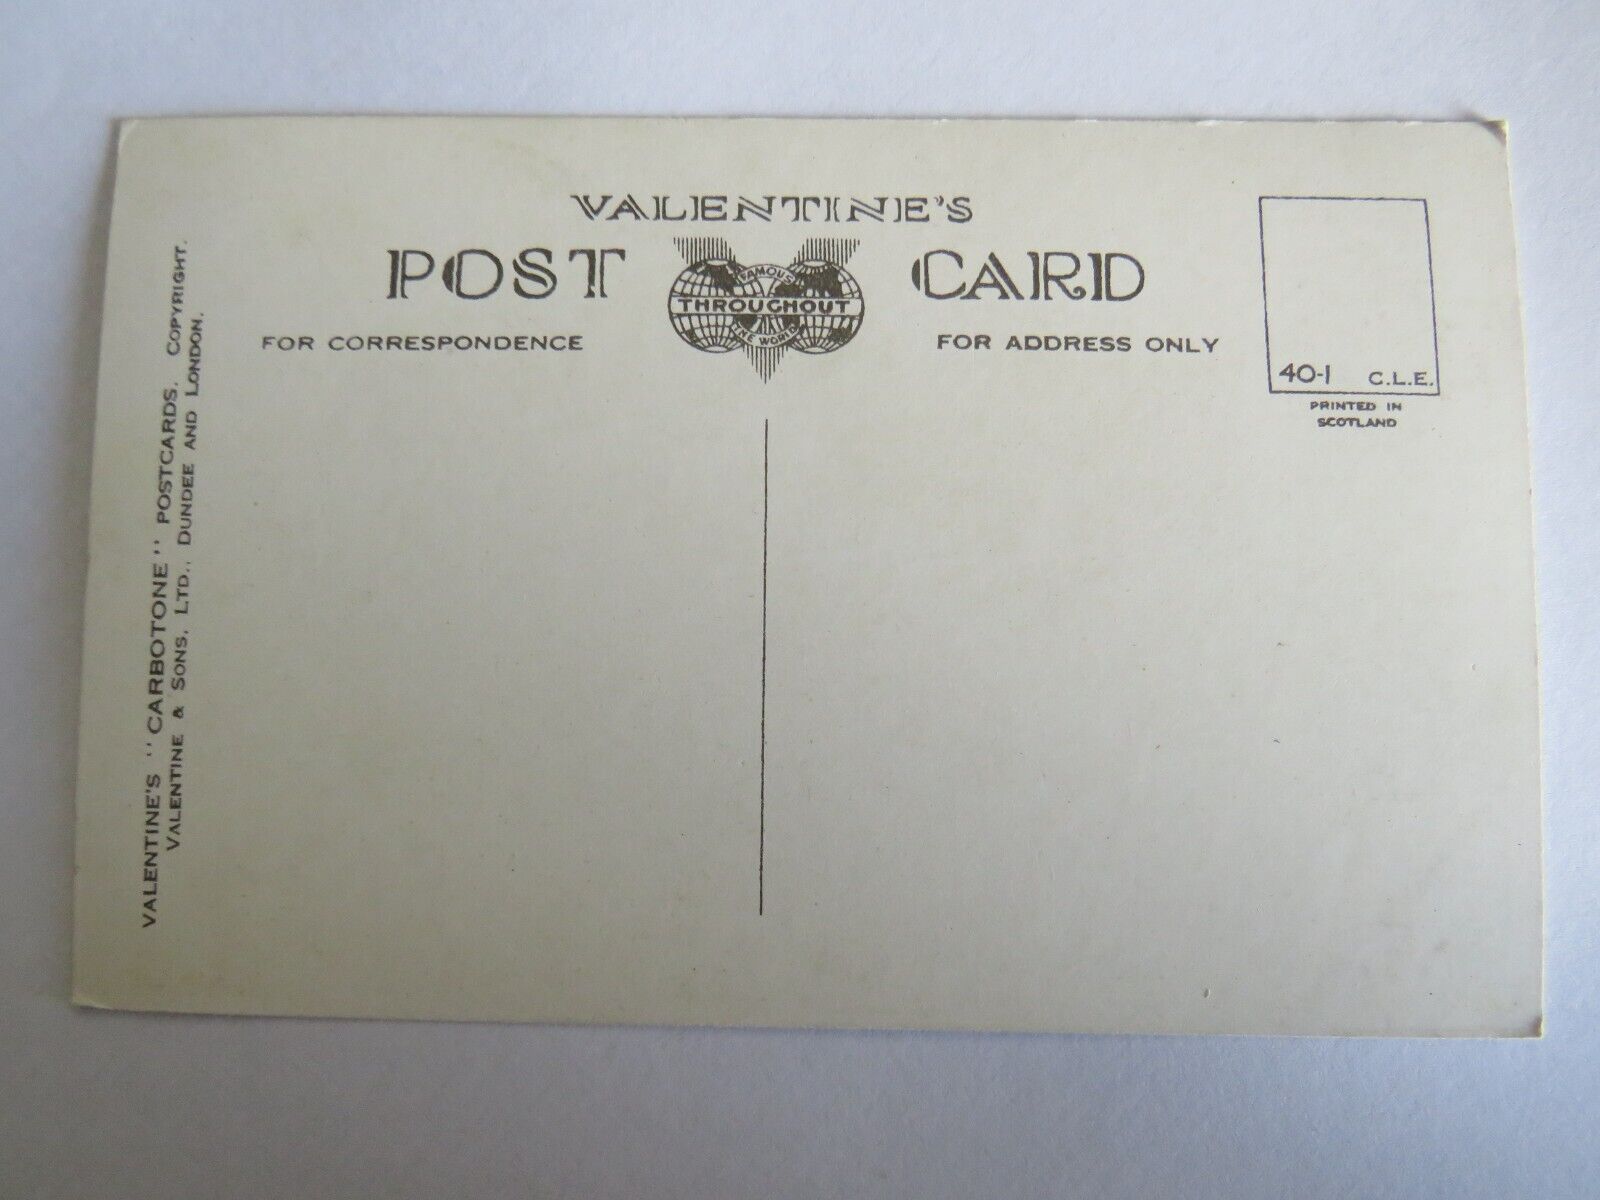 VALENTINE'S
POST CARD
FAMOUS
THROUGHOUT
THE WORLD
FOR CORRESPONDENCE
FOR ADDRESS ONLY
40-1 C.L.E.
PRINTED IN
SCOTLAND
VALENTINE'S "CARBOTONE" POSTCARDS. COPYRIGHT.
VALENTINE & SONS, LTD., DUNDEE AND LONDON.